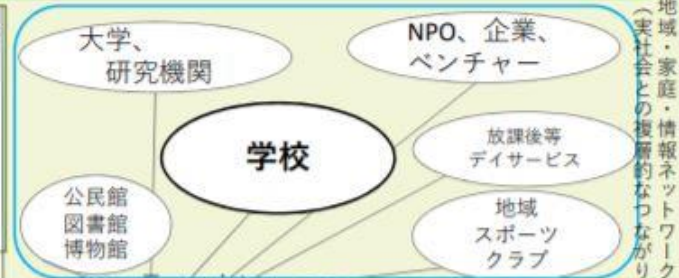 大学、
研究機関
NPO、企業、
ベンチャー
学校
放課後等
デイサービス
公民館
図書館
博物館
地域
スポーツ
クラブ
地域・家庭・情報ネットワーク
（実社会との複層的なつながり